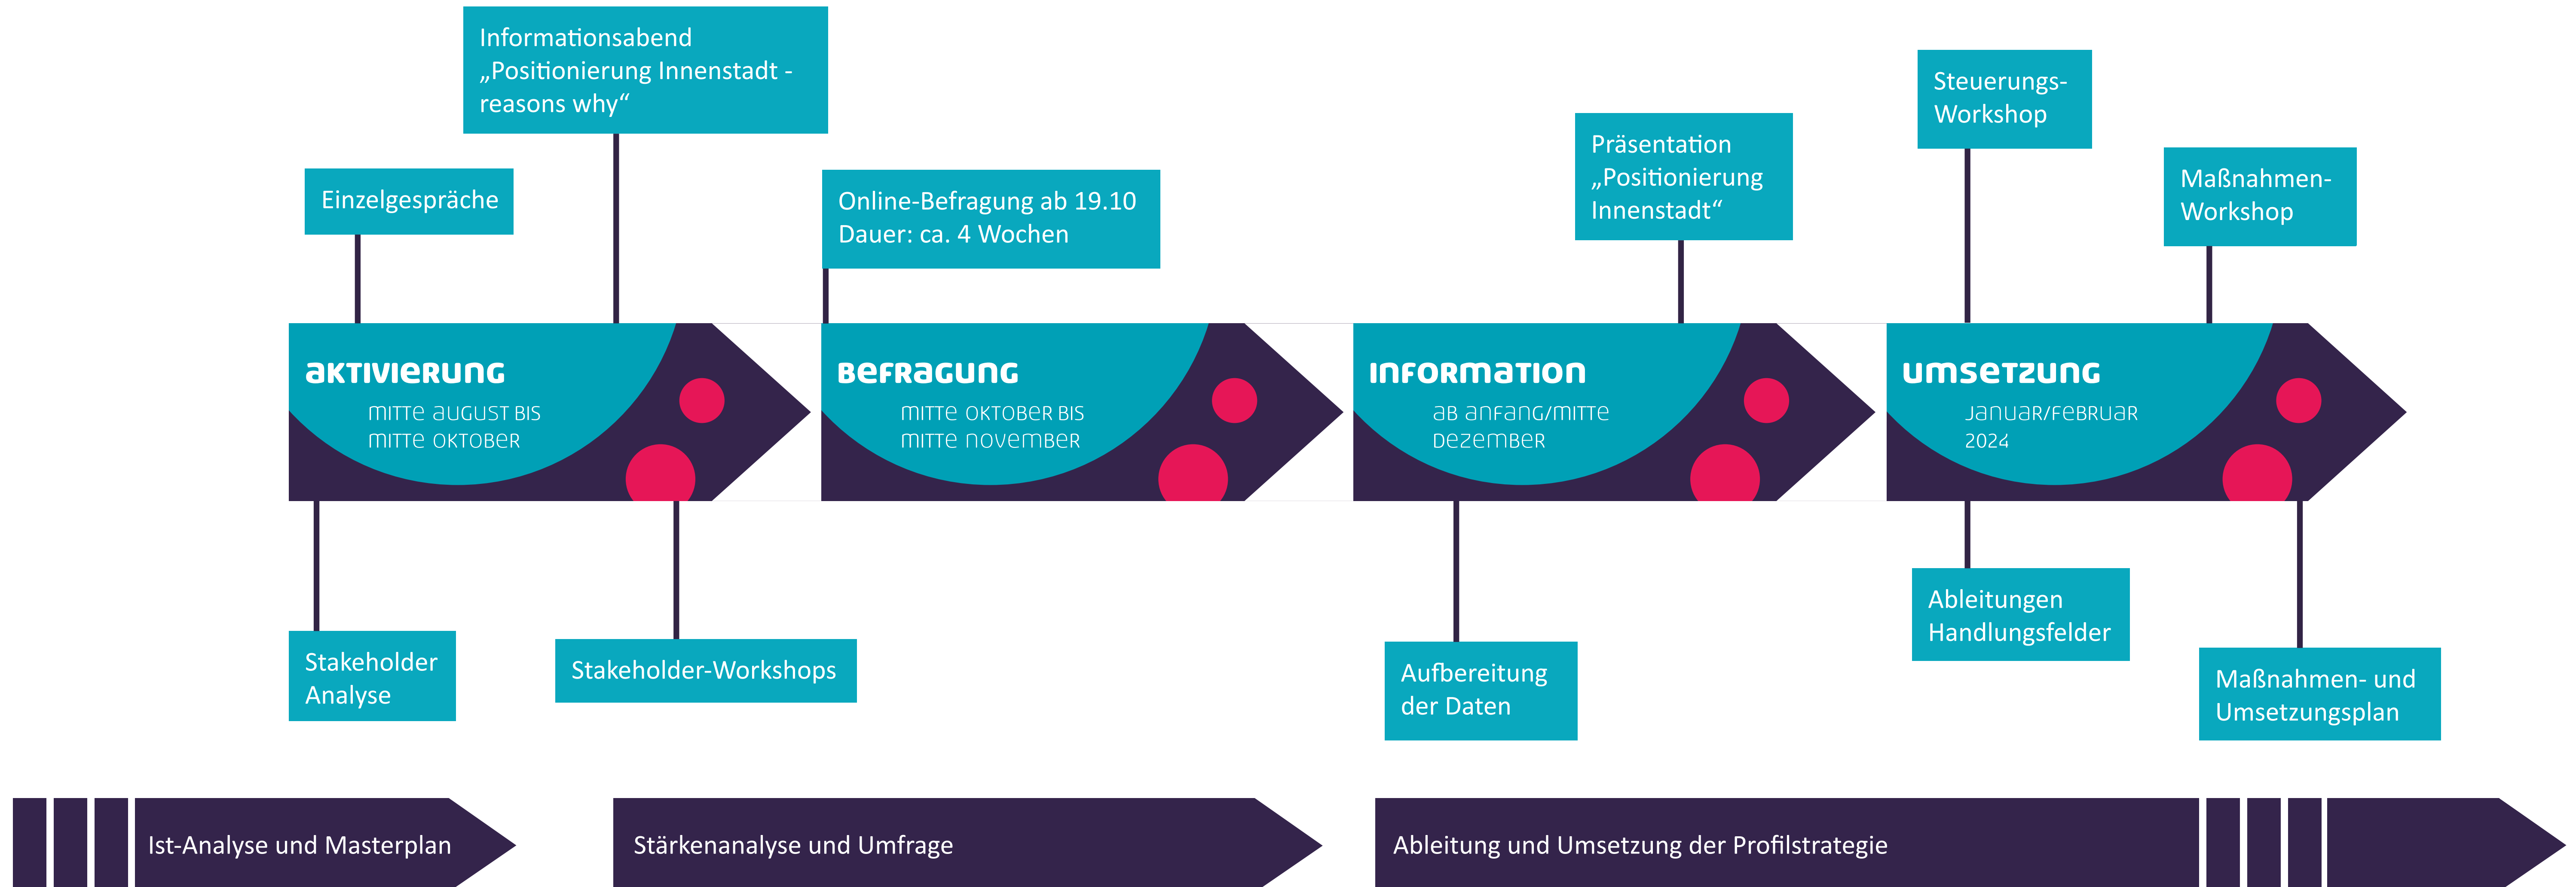 Informationsabend
„Positionierung Innenstadt -
reasons why“
Einzelgespräche
Online-Befragung ab 19.10
Dauer: ca. 4 Wochen
Präsentation
„Positionierung
Innenstadt“
Steuerungs-
Workshop
Maßnahmen-
Workshop
aktivierung
mitte august bis
mitte oktober
Befragung
mitte oktober bis
mitte november
information
ab anfang/mitte
dezember
umsetzung
januar/februar
2024
Stakeholder
Analyse
Stakeholder-Workshops
Aufbereitung
der Daten
Ableitungen
Handlungsfelder
Maßnahmen- und
Umsetzungsplan
Ist-Analyse und Masterplan
Stärkenanalyse und Umfrage
Ableitung und Umsetzung der Profilstrategie